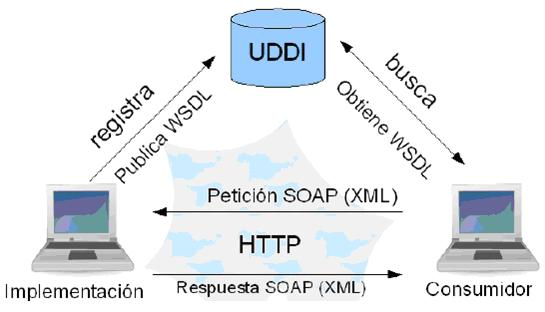 UDDI
registra
Publica WSDL
busca
Obtiene WSDL
Petición SOAP (XML)
HTTP
Respuesta SOAP (XML)
Implementación
Consumidor